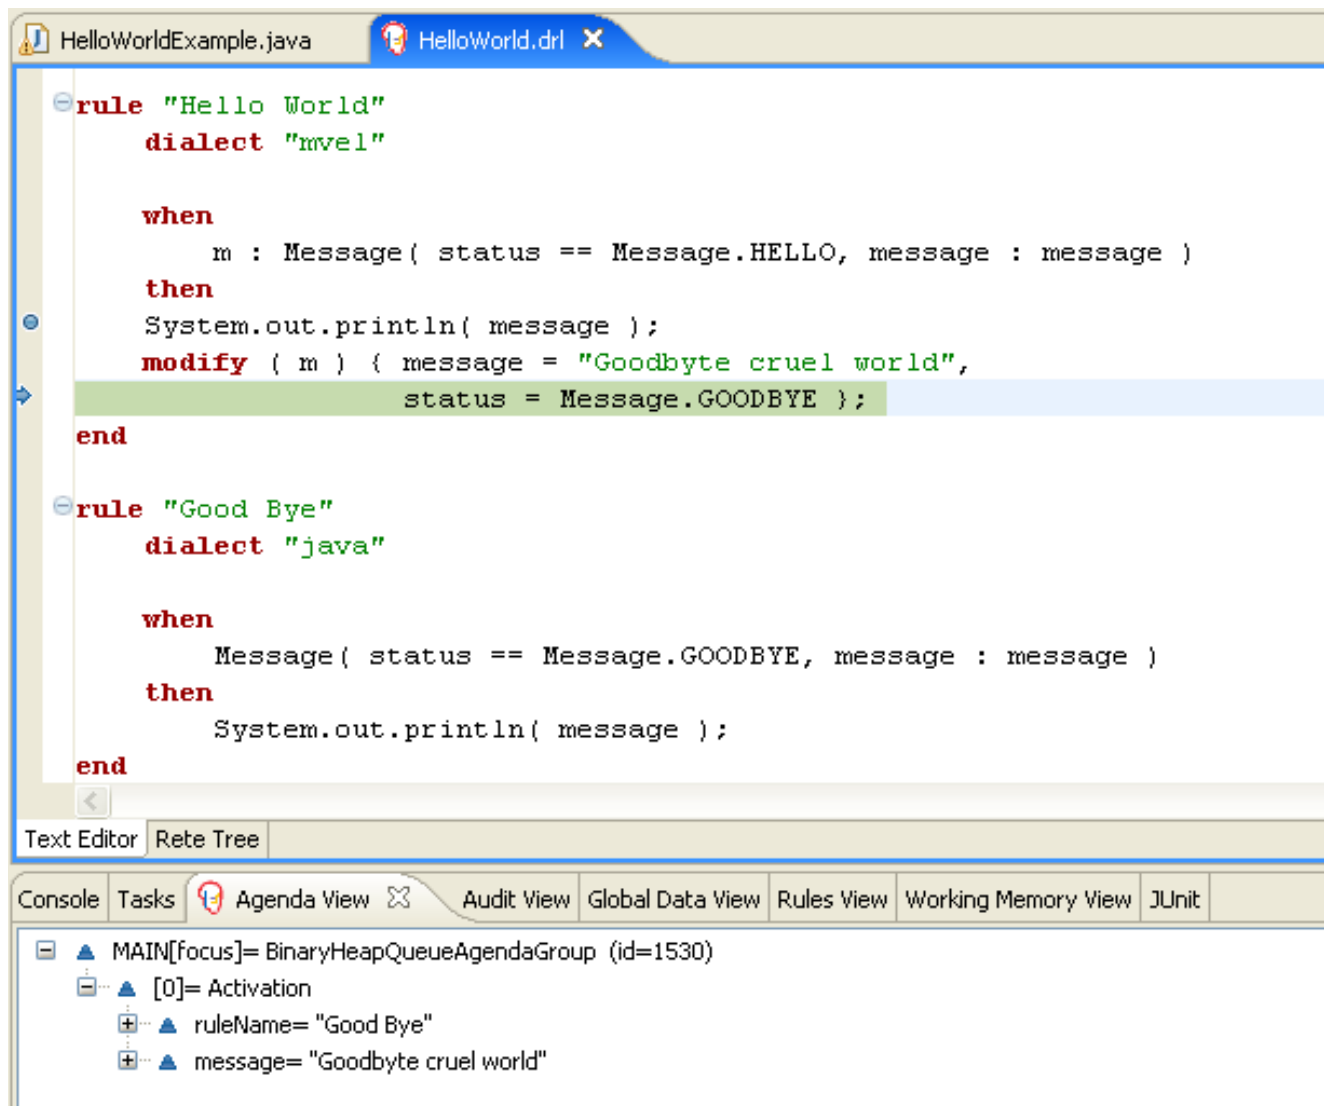 HelloWorldExample.java HelloWorld.drl
rule "Hello World"
dialect "mvel"
when
m : Message( status == Message.HELLO, message : message )
then
System.out.println( message );
modify ( m ) { message = "Goodbyte cruel world",
status = Message.GOODBYE };
end
rule "Good Bye"
dialect "java"
when
Message( status == Message.GOODBYE, message : message )
then
System.out.println( message );
end
Text Editor Rete Tree
Console Tasks Agenda View Audit View Global Data View Rules View Working Memory View JUnit
MAIN[focus]= BinaryHeapQueueAgendaGroup (id=1530)
[0]= Activation
ruleName= "Good Bye"
message= "Goodbyte cruel world"